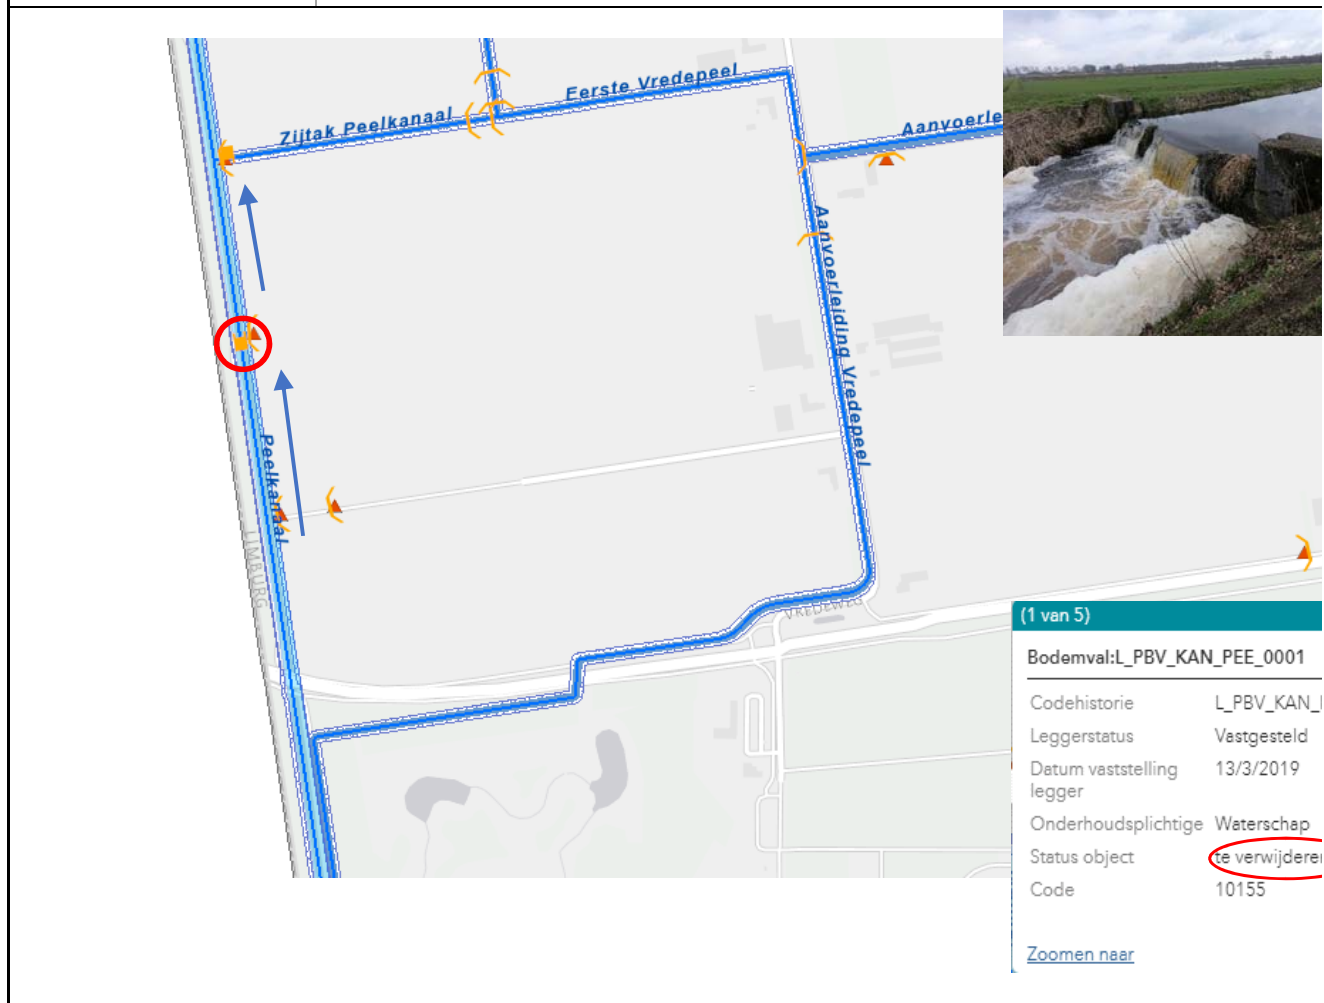 Eerste Vredepeel
Zijtak Peelkanaal
Aanvoerle
Aanvoerleiding Vredepeel
Peelkanaal
LIMBURG
VREDEWEG
(1 van 5)
Bodemval:L_PBV_KAN_PEE_0001
Codehistorie L_PBV_KAN_
Leggerstatus Vastgesteld
Datum vaststelling 13/3/2019
legger
Onderhoudsplichtige Waterschap
Status object te verwijderen
Code 10155
Zoomen naar